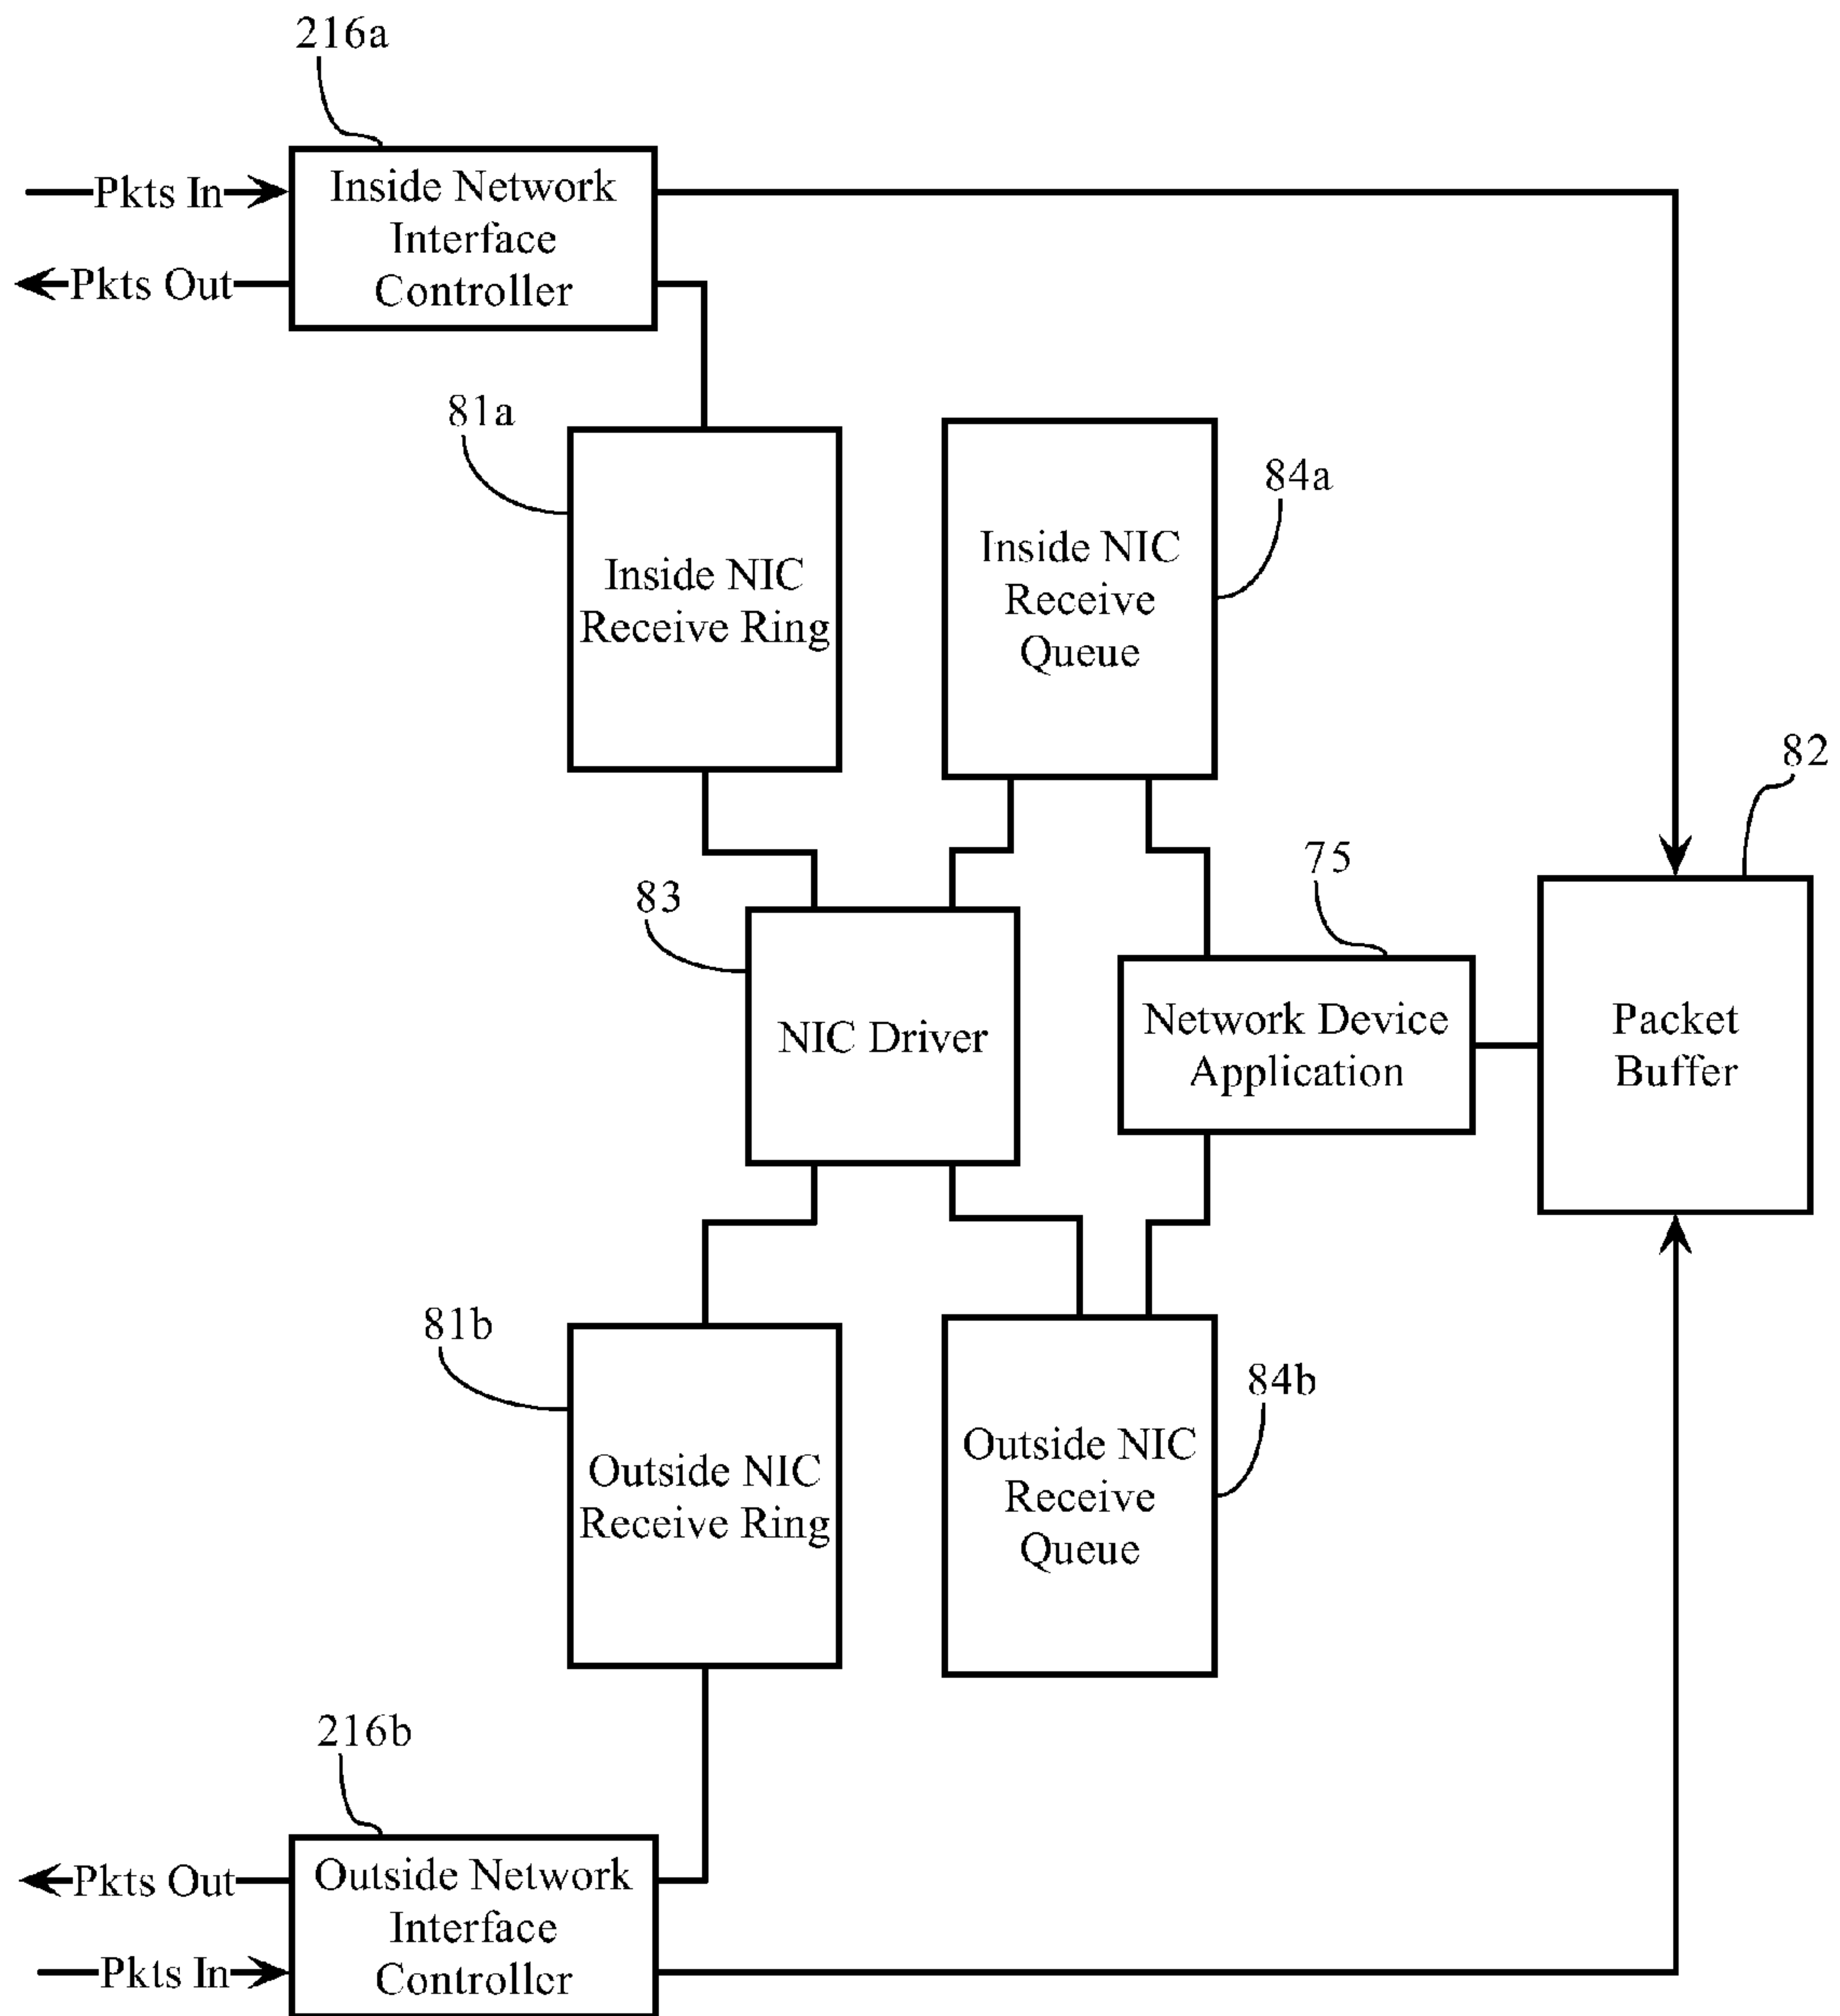 216a
Pkts In
Pkts Out
Inside Network
Interface
Controller
81a
Inside NIC
Receive Ring
Inside NIC
Receive
Queue
84a
82
83
75
NIC Driver
Network Device
Application
Packet
Buffer
81b
Outside NIC
Receive Ring
Outside NIC
Receive
Queue
84b
216b
Pkts Out
Pkts In
Outside Network
Interface
Controller